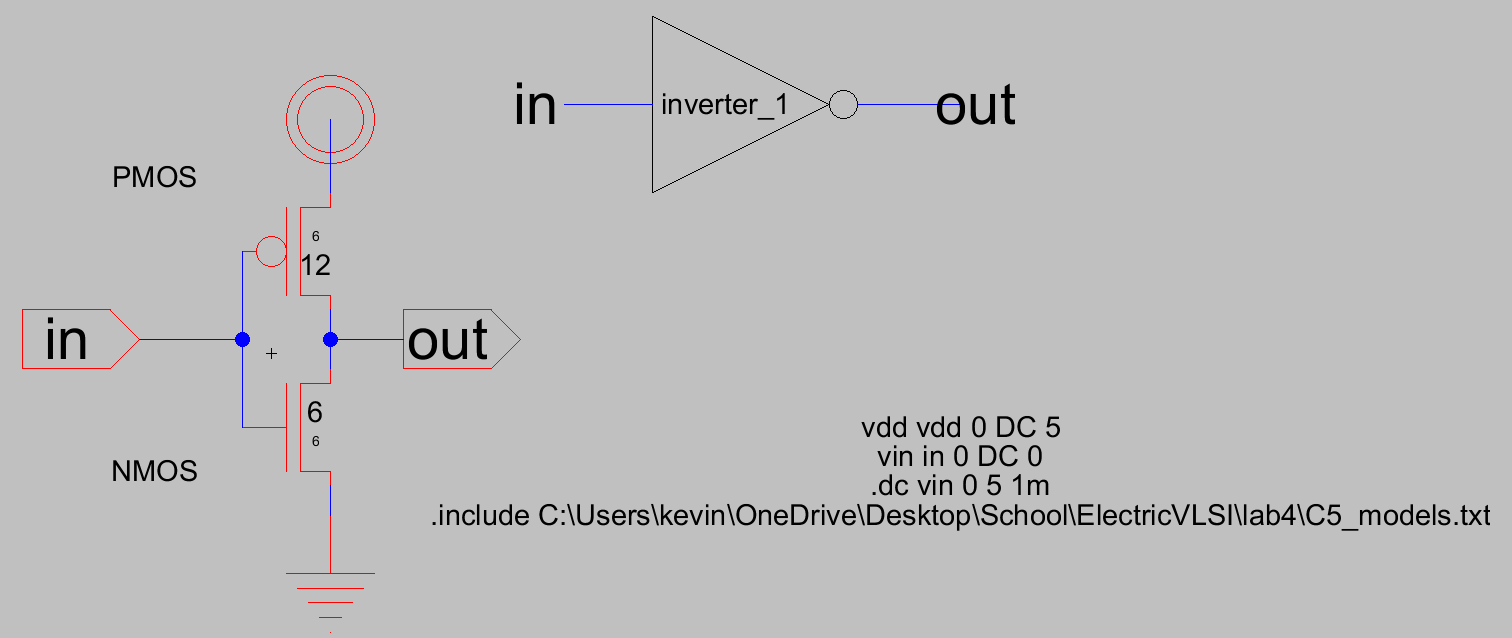 in
inverter_1
out
PMOS
6
12
in
out
6
6
NMOS
vdd vdd 0 DC 5
vin in 0 DC 0
.dc vin 0 5 1m
.include C:\Users\kevin\OneDrive\Desktop\School\ElectricVLSI\lab4\C5_models.txt